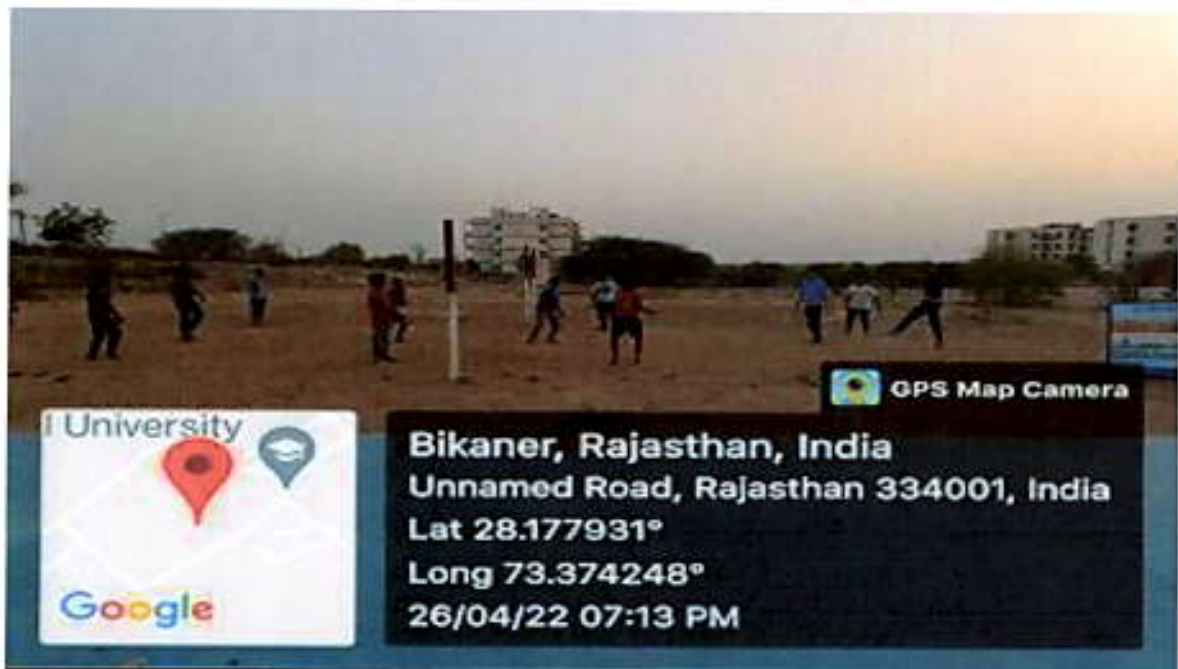 GPS Map Camera
l University
Google
Bikaner, Rajasthan, India
Unnamed Road, Rajasthan 334001, India
Lat 28.177931°
Long 73.374248°
26/04/22 07:13 PM